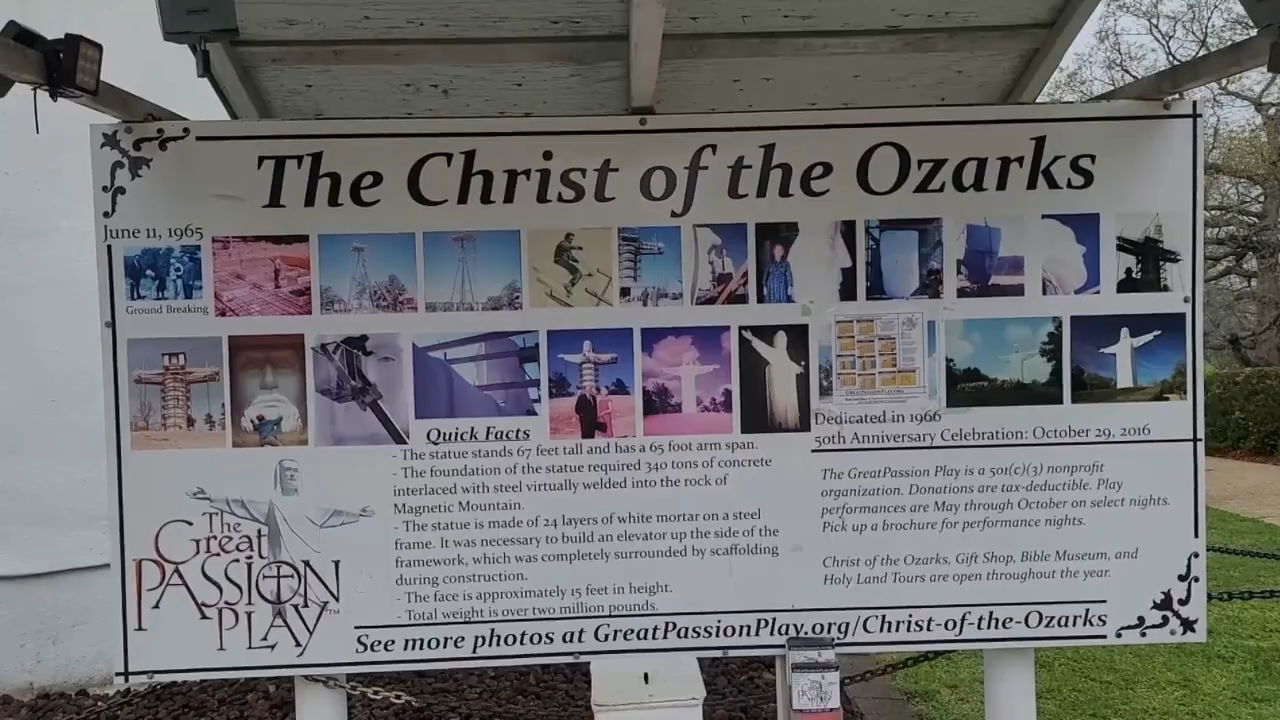 The Christ of the Ozarks
June 11, 1965
Ground Breaking
Dedicated in 1966
50th Anniversary Celebration: October 29, 2016
Quick Facts
- The statue stands 67 feet tall and has a 65 foot arm span.
- The foundation of the statue required 340 tons of concrete
interlaced with steel virtually welded into the rock of
Magnetic Mountain.
- The statue is made of 24 layers of white mortar on a steel
frame. It was necessary to build an elevator up the side of the
framework, which was completely surrounded by scaffolding
during construction.
- The face is approximately 15 feet in height.
- Total weight is over two million pounds.
The GreatPassion Play is a 501(c)(3) nonprofit
organization. Donations are tax-deductible. Play
performances are May through October on select nights.
Pick up a brochure for performance nights.
Christ of the Ozarks, Gift Shop, Bible Museum, and
Holy Land Tours are open throughout the year.
The
Great
PASSION
PLAY™
See more photos at GreatPassionPlay.org/Christ-of-the-Ozarks